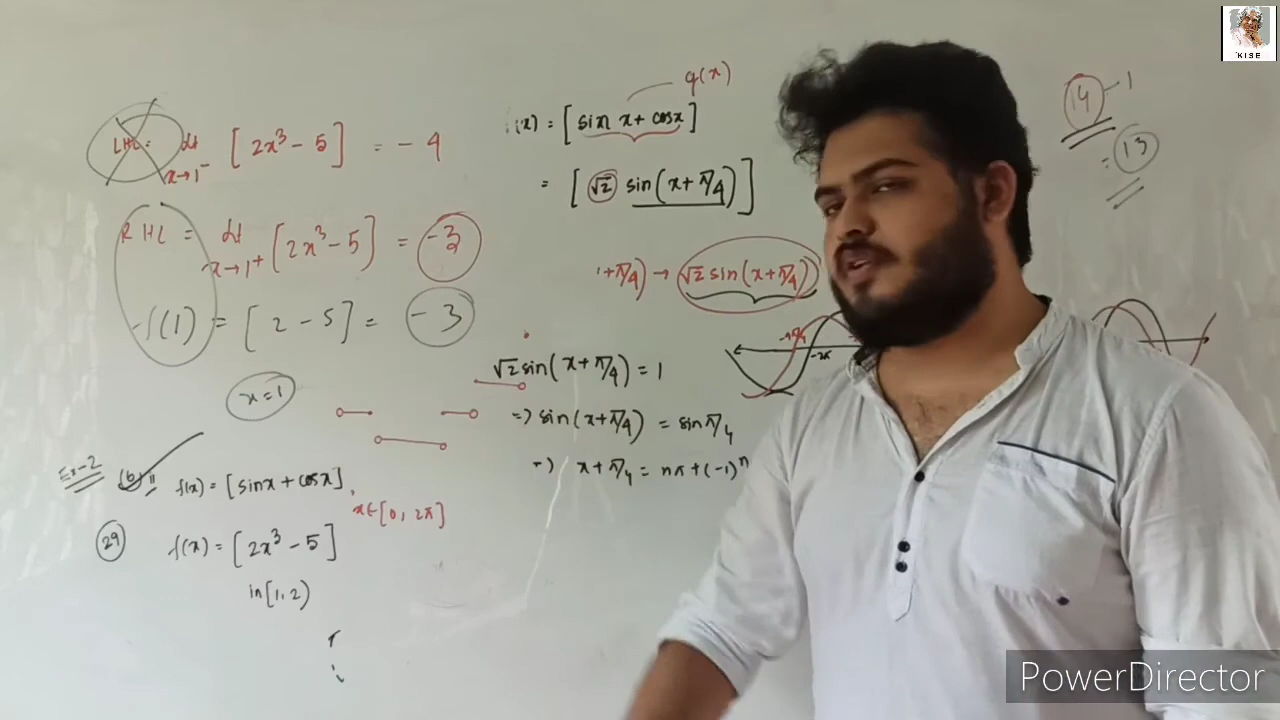 LHL = lt x→1⁻ [2x³ - 5] = - 4
RHL = lt x→1⁺ [2x³ - 5] = -3
f(1) = [2 - 5] = -3
x=1
Ex-2
f(x) = [sinx + cosx],
x∈[0, 2π]
29 f(x) = [2x³ - 5]
in[1, 2)
g(x)
(x) = [sin x + cosx]
= [√2 sin(x + π/4)]
+π/4) → √2 sin(x+π/4)
√2 sin(x + π/4) = 1
=) sin(x+π/4) = sin π/4
=) x + π/4 = nπ + (-1)ⁿ
-2π
14 - 1
= 13
KISE
PowerDirector